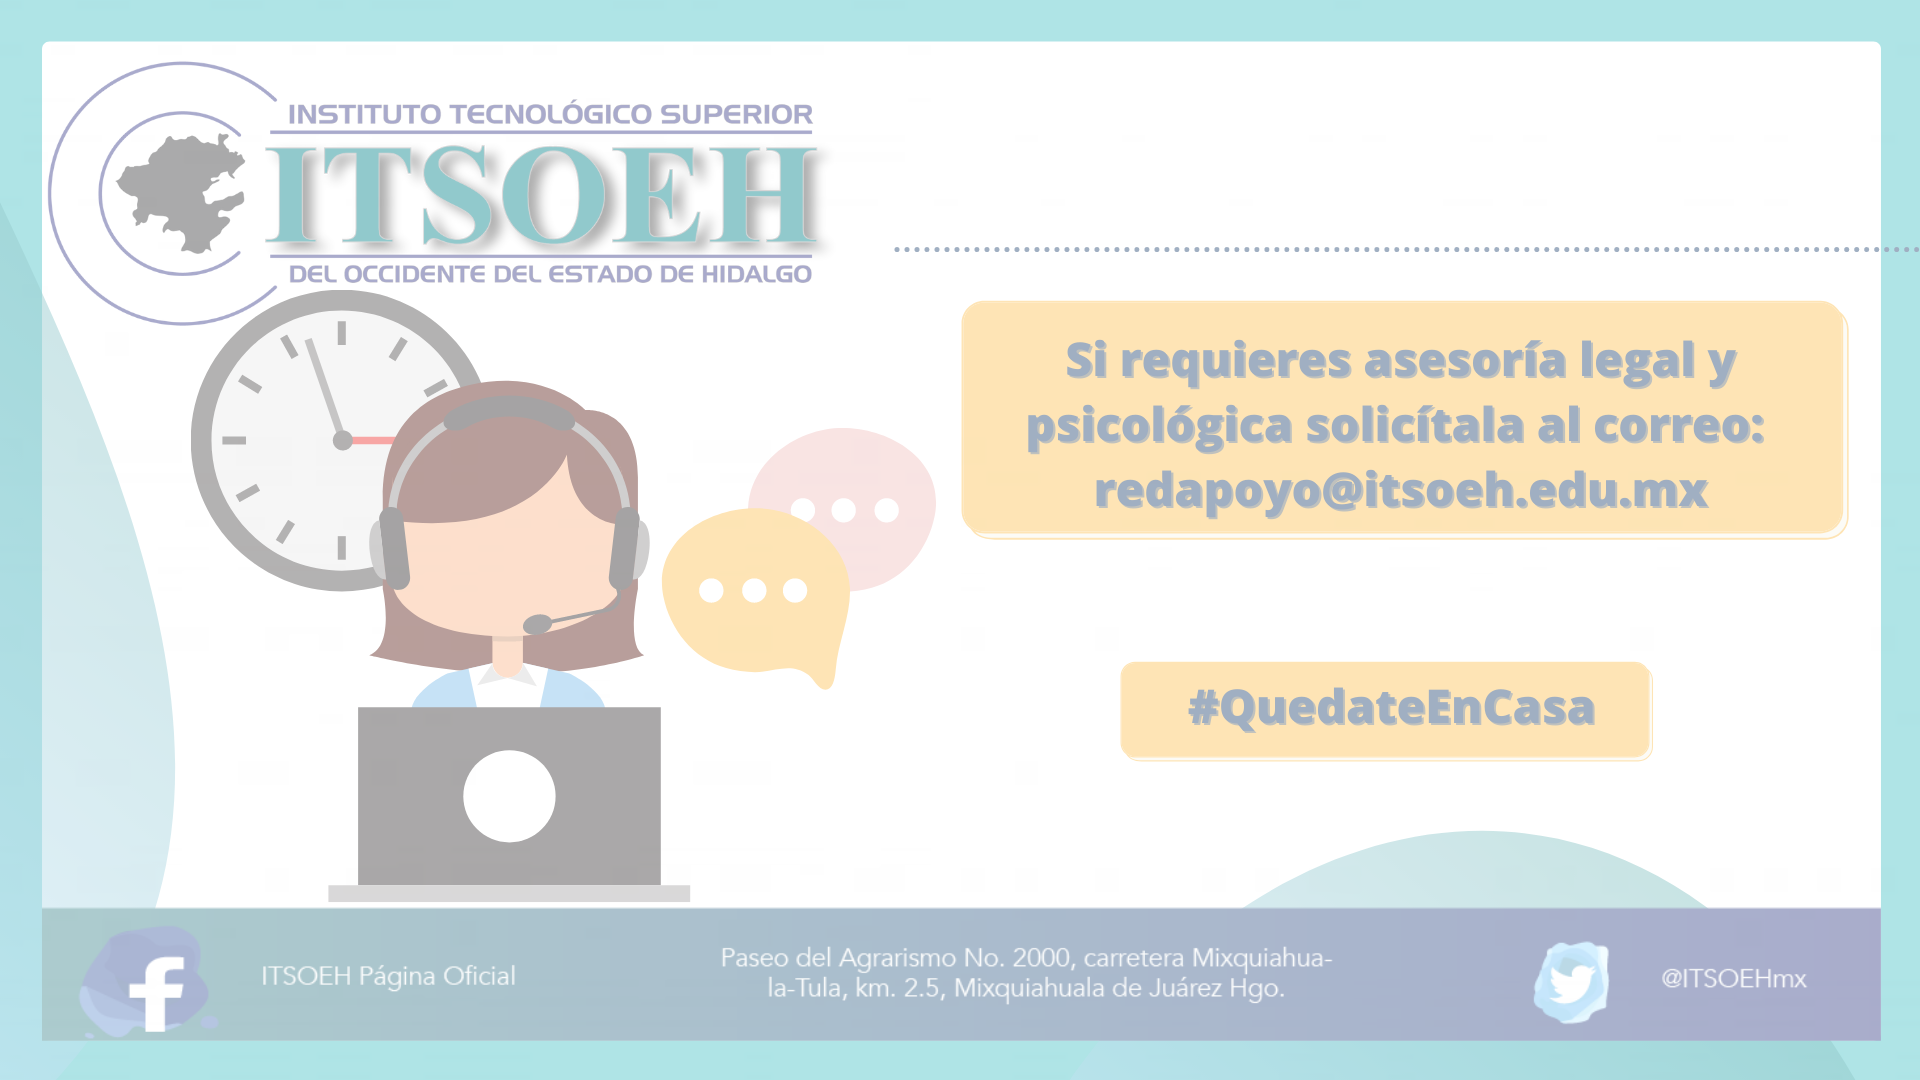 INSTITUTO TECNOLÓGICO SUPERIOR
ITSOEH
DEL OCCIDENTE DEL ESTADO DE HIDALGO
Si requieres asesoría legal y
psicológica solicítala al correo:
redapoyo@itsoeh.edu.mx
#QuedateEnCasa
ITSOEH Página Oficial
Paseo del Agrarismo No. 2000, carretera Mixquiahua-
la-Tula, km. 2.5, Mixquiahuala de Juárez Hgo.
@ITSOEHmx